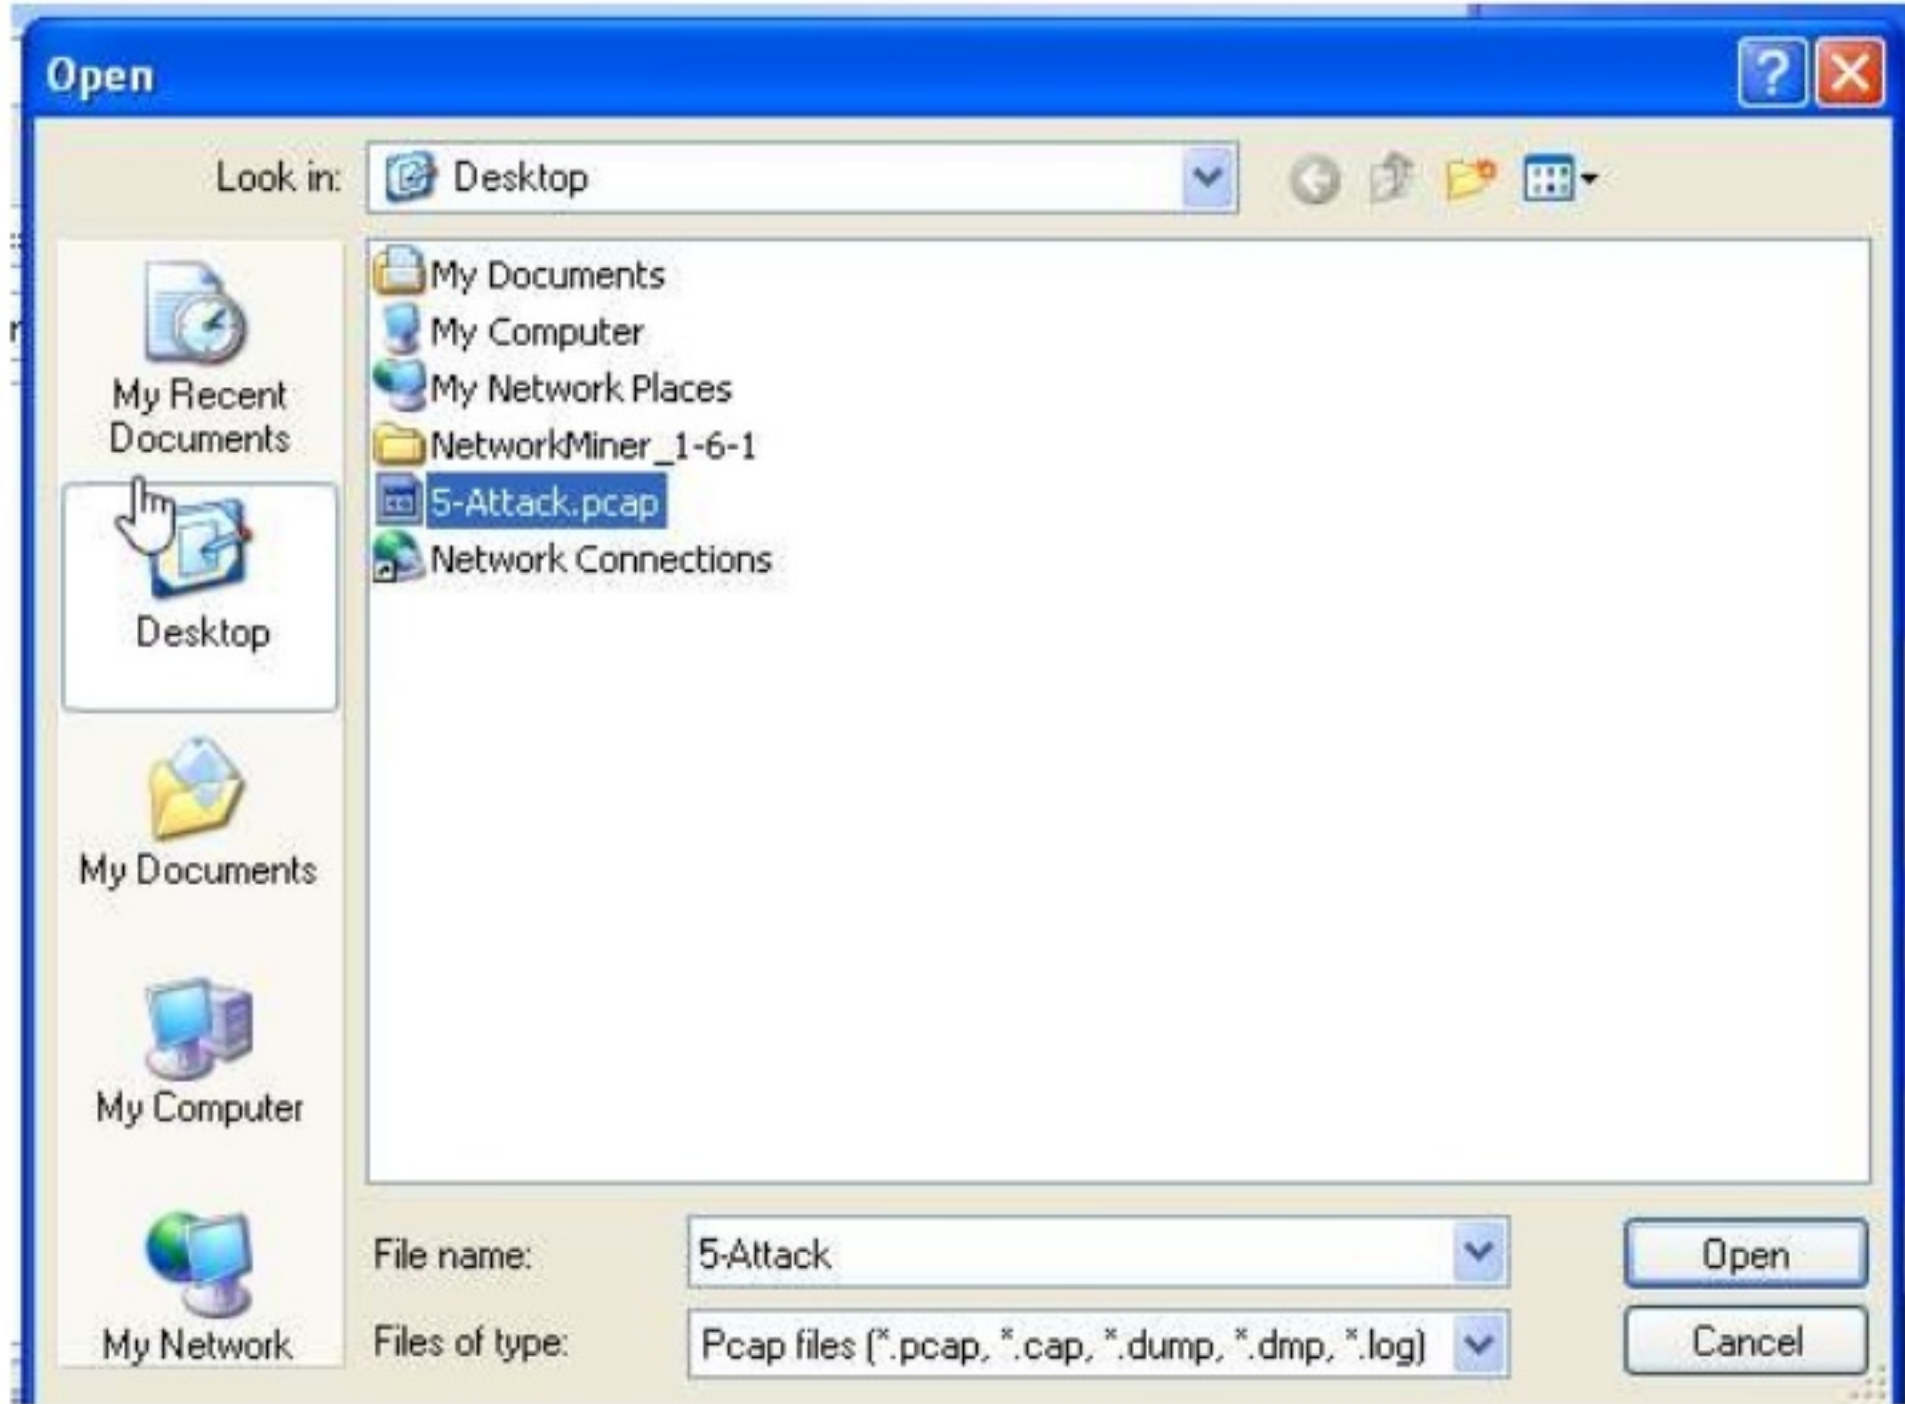 Open
Look in: Desktop
My Recent
Documents
Desktop
My Documents
My Computer
My Network
My Documents
My Computer
My Network Places
NetworkMiner_1-6-1
5-Attack.pcap
Network Connections
File name: 5-Attack Open
Files of type: Pcap files (*.pcap, *.cap, *.dump, *.dmp, *.log) Cancel